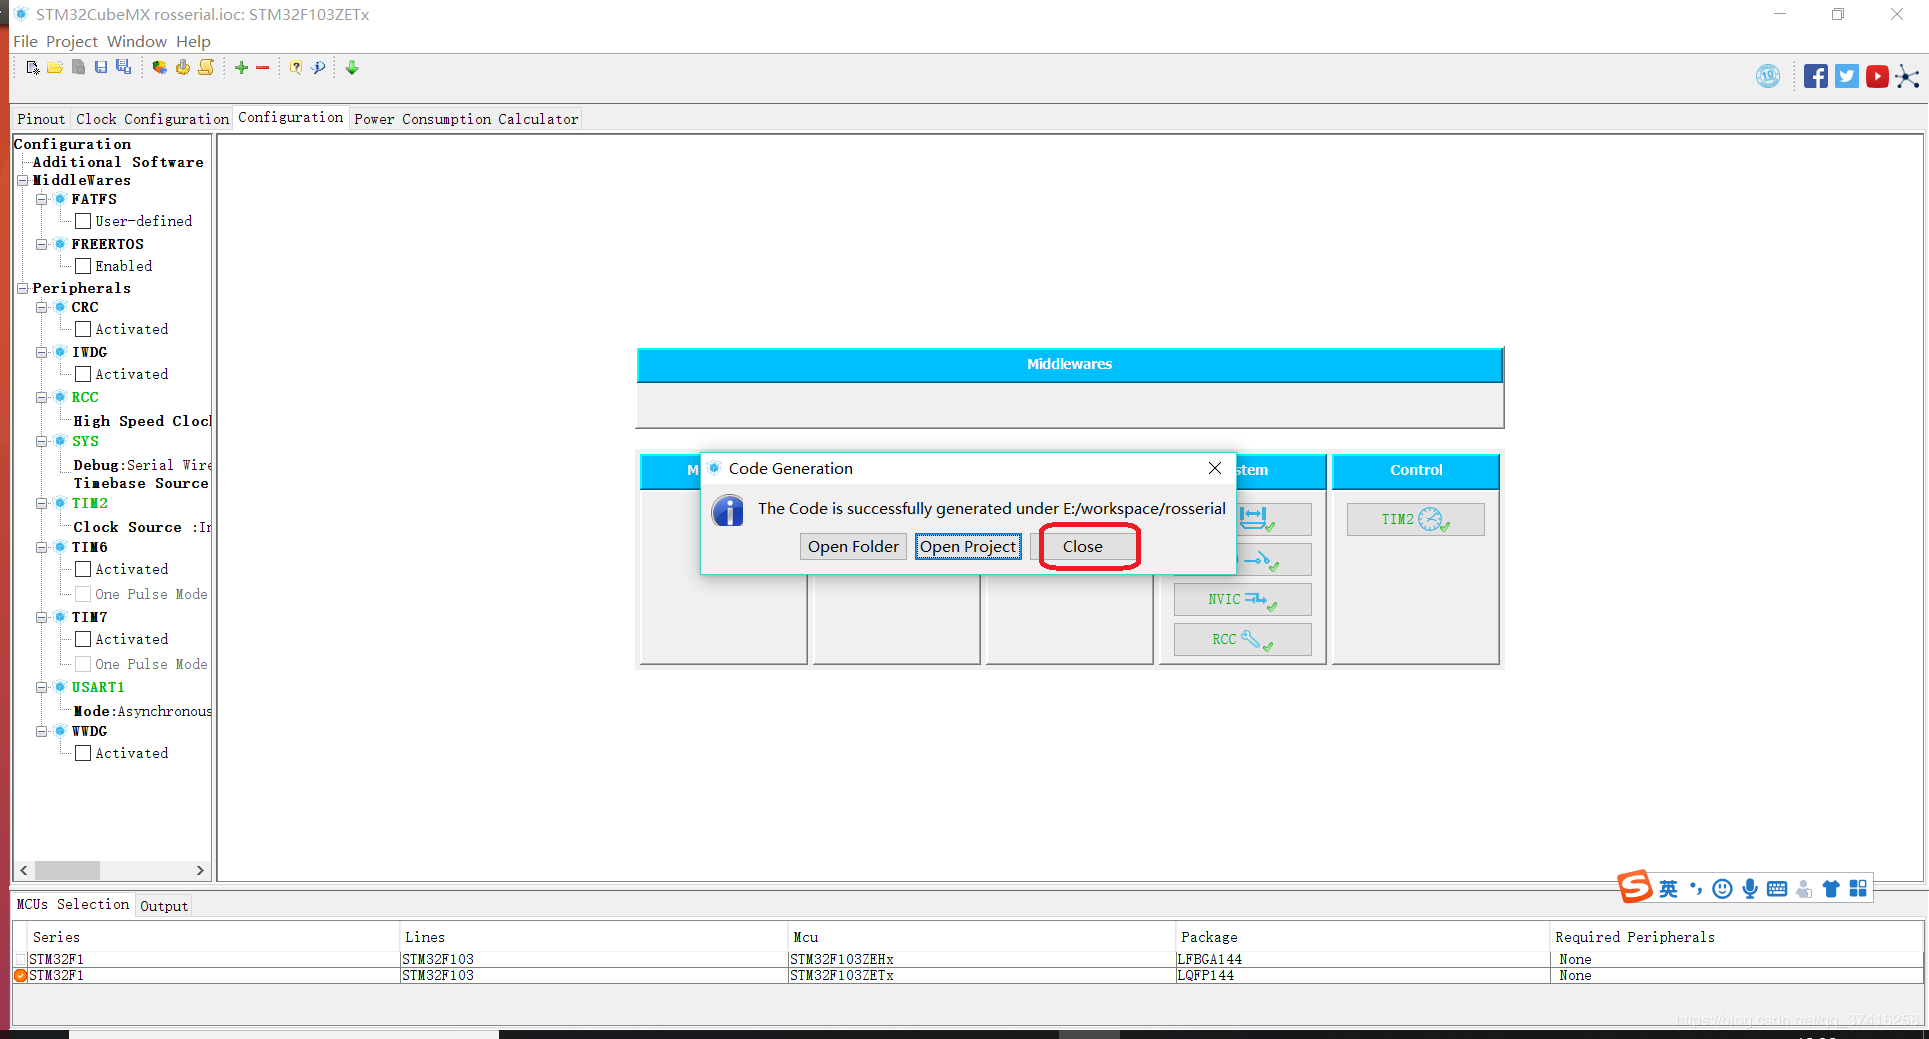 STM32CubeMX rosserial.ioc: STM32F103ZETx
File Project Window Help
10
Pinout Clock Configuration Configuration Power Consumption Calculator
Configuration
Additional Software
MiddleWares
FATFS
User-defined
FREERTOS
Enabled
Peripherals
CRC
Activated
IWDG
Activated
RCC
High Speed Cloc
SYS
Debug:Serial Wire
Timebase Source
TIM2
Clock Source :In
TIM6
Activated
One Pulse Mode
TIM7
Activated
One Pulse Mode
USART1
Mode:Asynchronous
WWDG
Activated
Middlewares
M
stem
Control
TIM2
NVIC
RCC
Code Generation
The Code is successfully generated under E:/workspace/rosserial
Open Folder Open Project Close
英
MCUs Selection Output
Series Lines Mcu Package Required Peripherals
STM32F1 STM32F103 STM32F103ZEHx LFBGA144 None
STM32F1 STM32F103 STM32F103ZETx LQFP144 None
https://blog.csdn.net/qq_37416258